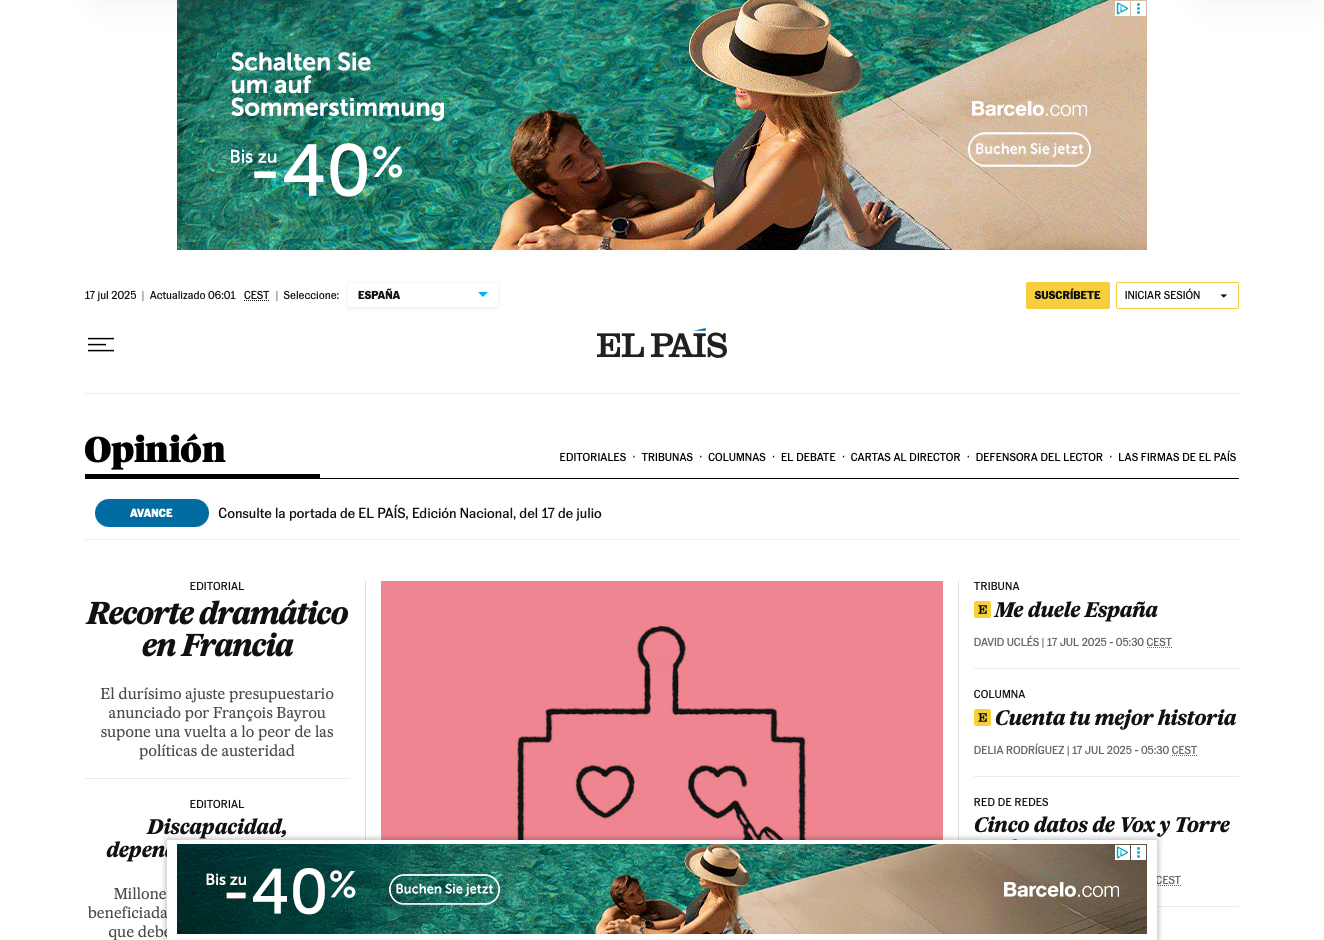 Schalten Sie
um auf
Sommerstimmung
Bis zu
-40%
Barcelo.com
Buchen Sie jetzt
17 jul 2025 | Actualizado 06:01 CEST | Seleccione: ESPAÑA
SUSCRÍBETE
INICIAR SESIÓN
EL PAÍS
Opinión
EDITORIALES · TRIBUNAS · COLUMNAS · EL DEBATE · CARTAS AL DIRECTOR · DEFENSORA DEL LECTOR · LAS FIRMAS DE EL PAÍS
AVANCE
Consulte la portada de EL PAÍS, Edición Nacional, del 17 de julio
EDITORIAL
Recorte dramático
en Francia
El durísimo ajuste presupuestario
anunciado por François Bayrou
supone una vuelta a lo peor de las
políticas de austeridad
EDITORIAL
Discapacidad,
Millone
beneficiada
que debe
TRIBUNA
E Me duele España
DAVID UCLÉS | 17 JUL 2025 - 05:30 CEST
COLUMNA
E Cuenta tu mejor historia
DELIA RODRÍGUEZ | 17 JUL 2025 - 05:30 CEST
RED DE REDES
Cinco datos de Vox y Torre
CEST
Bis zu
-40%
Buchen Sie jetzt
Barcelo.com